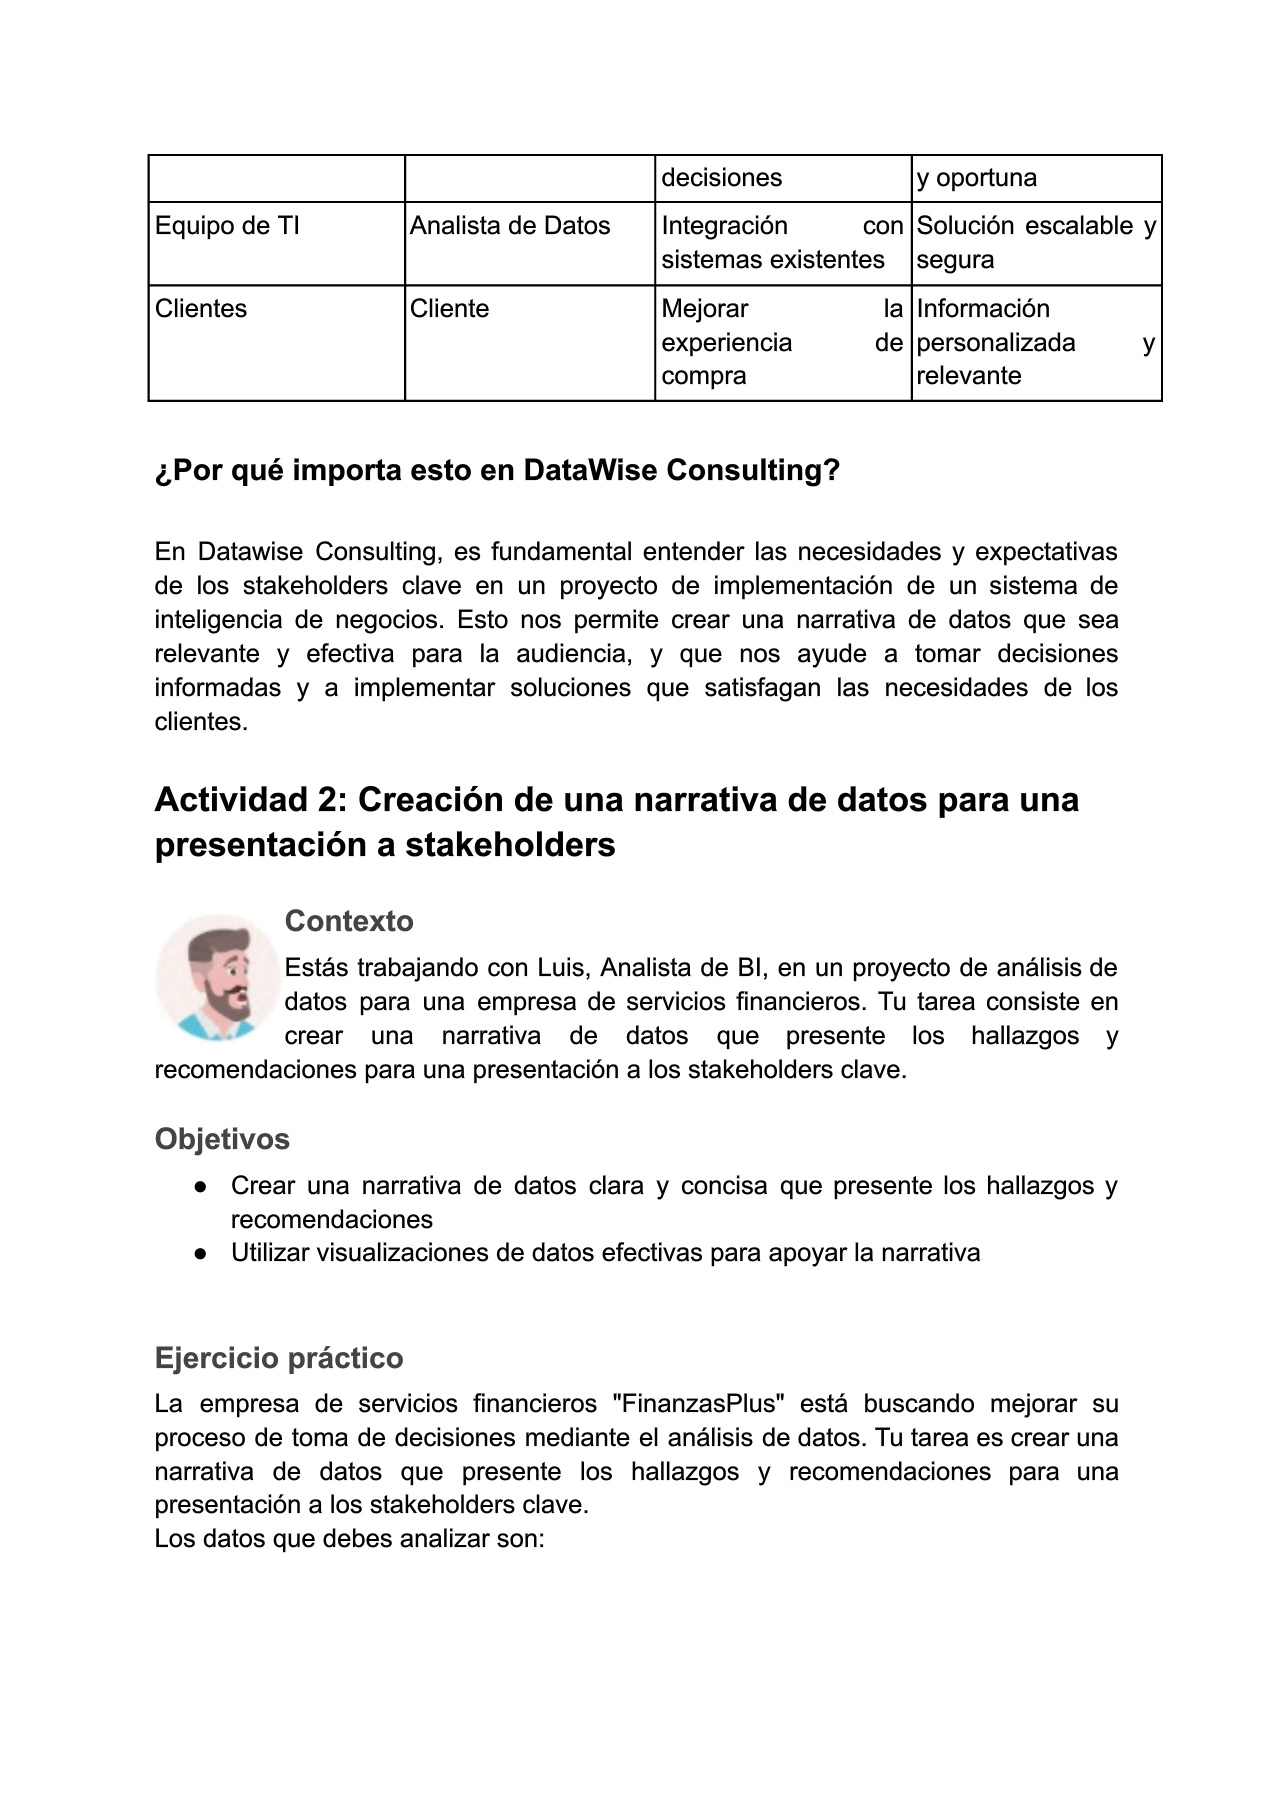 decisiones
y oportuna
Equipo de TI
Analista de Datos
Integración con
sistemas existentes
Solución escalable y
segura
Clientes
Cliente
Mejorar la
experiencia de
compra
Información
personalizada y
relevante
¿Por qué importa esto en DataWise Consulting?
En Datawise Consulting, es fundamental entender las necesidades y expectativas
de los stakeholders clave en un proyecto de implementación de un sistema de
inteligencia de negocios. Esto nos permite crear una narrativa de datos que sea
relevante y efectiva para la audiencia, y que nos ayude a tomar decisiones
informadas y a implementar soluciones que satisfagan las necesidades de los
clientes.
Actividad 2: Creación de una narrativa de datos para una
presentación a stakeholders
Contexto
Estás trabajando con Luis, Analista de BI, en un proyecto de análisis de
datos para una empresa de servicios financieros. Tu tarea consiste en
crear una narrativa de datos que presente los hallazgos y
recomendaciones para una presentación a los stakeholders clave.
Objetivos
● Crear una narrativa de datos clara y concisa que presente los hallazgos y
recomendaciones
● Utilizar visualizaciones de datos efectivas para apoyar la narrativa
Ejercicio práctico
La empresa de servicios financieros "FinanzasPlus" está buscando mejorar su
proceso de toma de decisiones mediante el análisis de datos. Tu tarea es crear una
narrativa de datos que presente los hallazgos y recomendaciones para una
presentación a los stakeholders clave.
Los datos que debes analizar son: